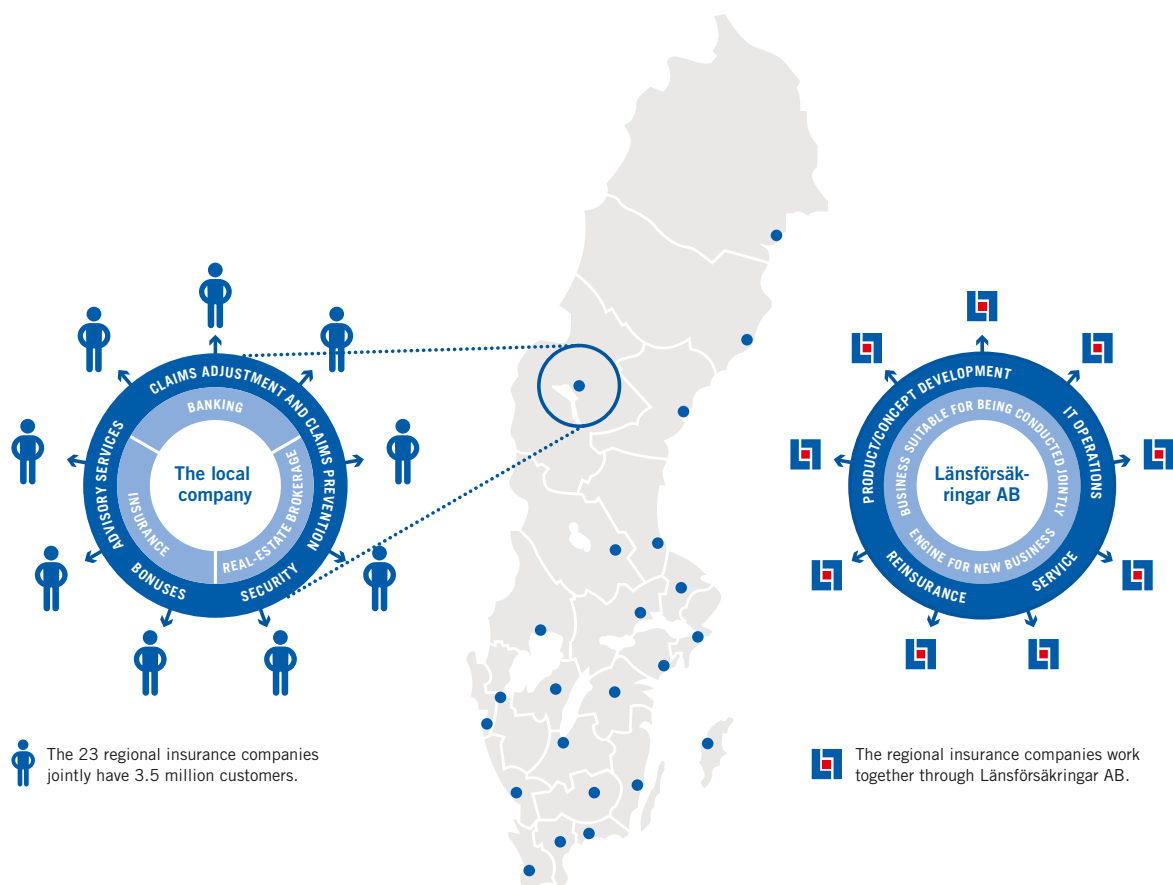 CLAIMS ADJUSTMENT AND CLAIMS PREVENTION
ADVISORY SERVICES
BONUSES
SECURITY
BANKING
INSURANCE
REAL-ESTATE BROKERAGE
The local
company
PRODUCT/CONCEPT DEVELOPMENT
IT OPERATIONS
REINSURANCE
SERVICE
BUSINESS SUITABLE FOR BEING CONDUCTED JOINTLY
ENGINE FOR NEW BUSINESS
Länsförsäk-
ringar AB
The 23 regional insurance companies
jointly have 3.5 million customers.
The regional insurance companies work
together through Länsförsäkringar AB.